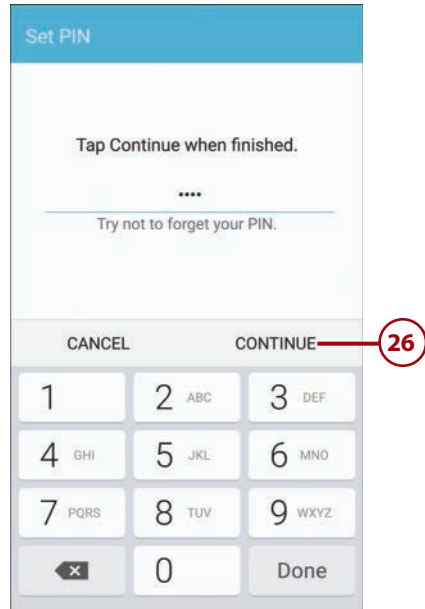 Set PIN
Tap Continue when finished.
••••
Try not to forget your PIN.
CANCEL CONTINUE 26
1 2 ABC 3 DEF
4 GHI 5 JKL 6 MNO
7 PQRS 8 TUV 9 WXYZ
0 Done